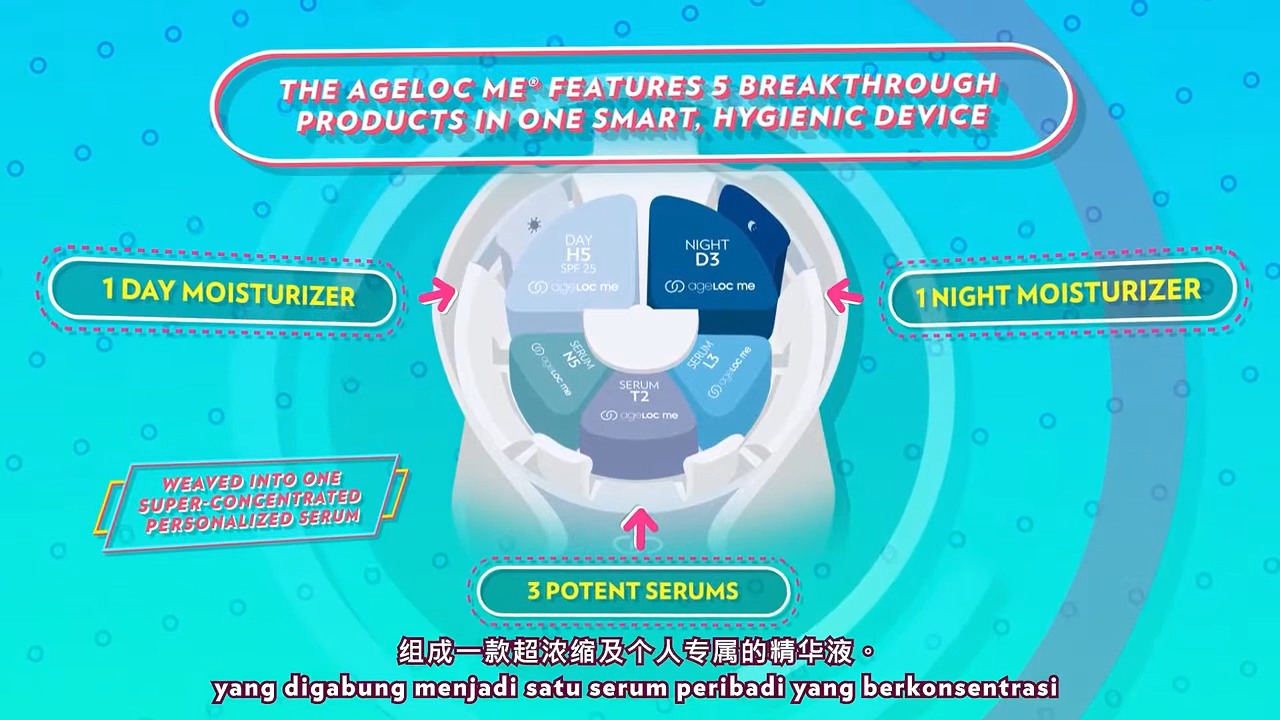 THE AGELOC ME® FEATURES 5 BREAKTHROUGH
PRODUCTS IN ONE SMART, HYGIENIC DEVICE
1 DAY MOISTURIZER
1 NIGHT MOISTURIZER
DAY
H5
SPF 25
ageLOC me
NIGHT
D3
ageLOC me
SERUM
N5
ageLOC me
SERUM
T2
ageLOC me
SERUM
L3
ageLOC me
WEAVED INTO ONE
SUPER-CONCENTRATED
PERSONALIZED SERUM
3 POTENT SERUMS
组成一款超浓缩及个人专属的精华液。
yang digabung menjadi satu serum peribadi yang berkonsentrasi